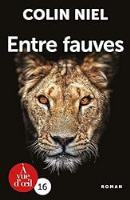 COLIN NIEL
Entre fauves
À
vue
d'œil
16
ROMAN